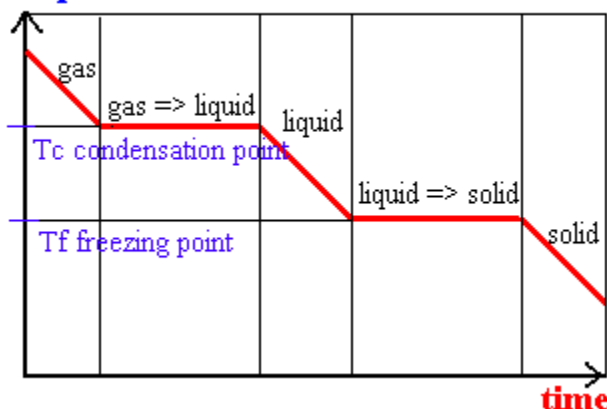 gas
gas => liquid
liquid
Tc condensation point
liquid => solid
Tf freezing point
solid
time